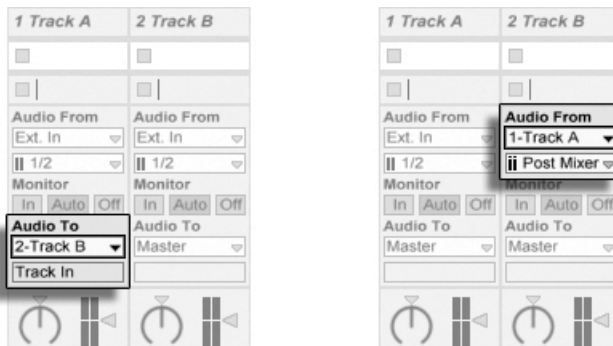 1 Track A 2 Track B
Audio From Audio From
Ext. In Ext. In
1/2 1/2
Monitor Monitor
In Auto Off In Auto Off
Audio To Audio To
2-Track B Master
Track In
1 Track A 2 Track B
Audio From Audio From
Ext. In 1-Track A
1/2 Post Mixer
Monitor Monitor
In Auto Off In Auto Off
Audio To Audio To
Master Master